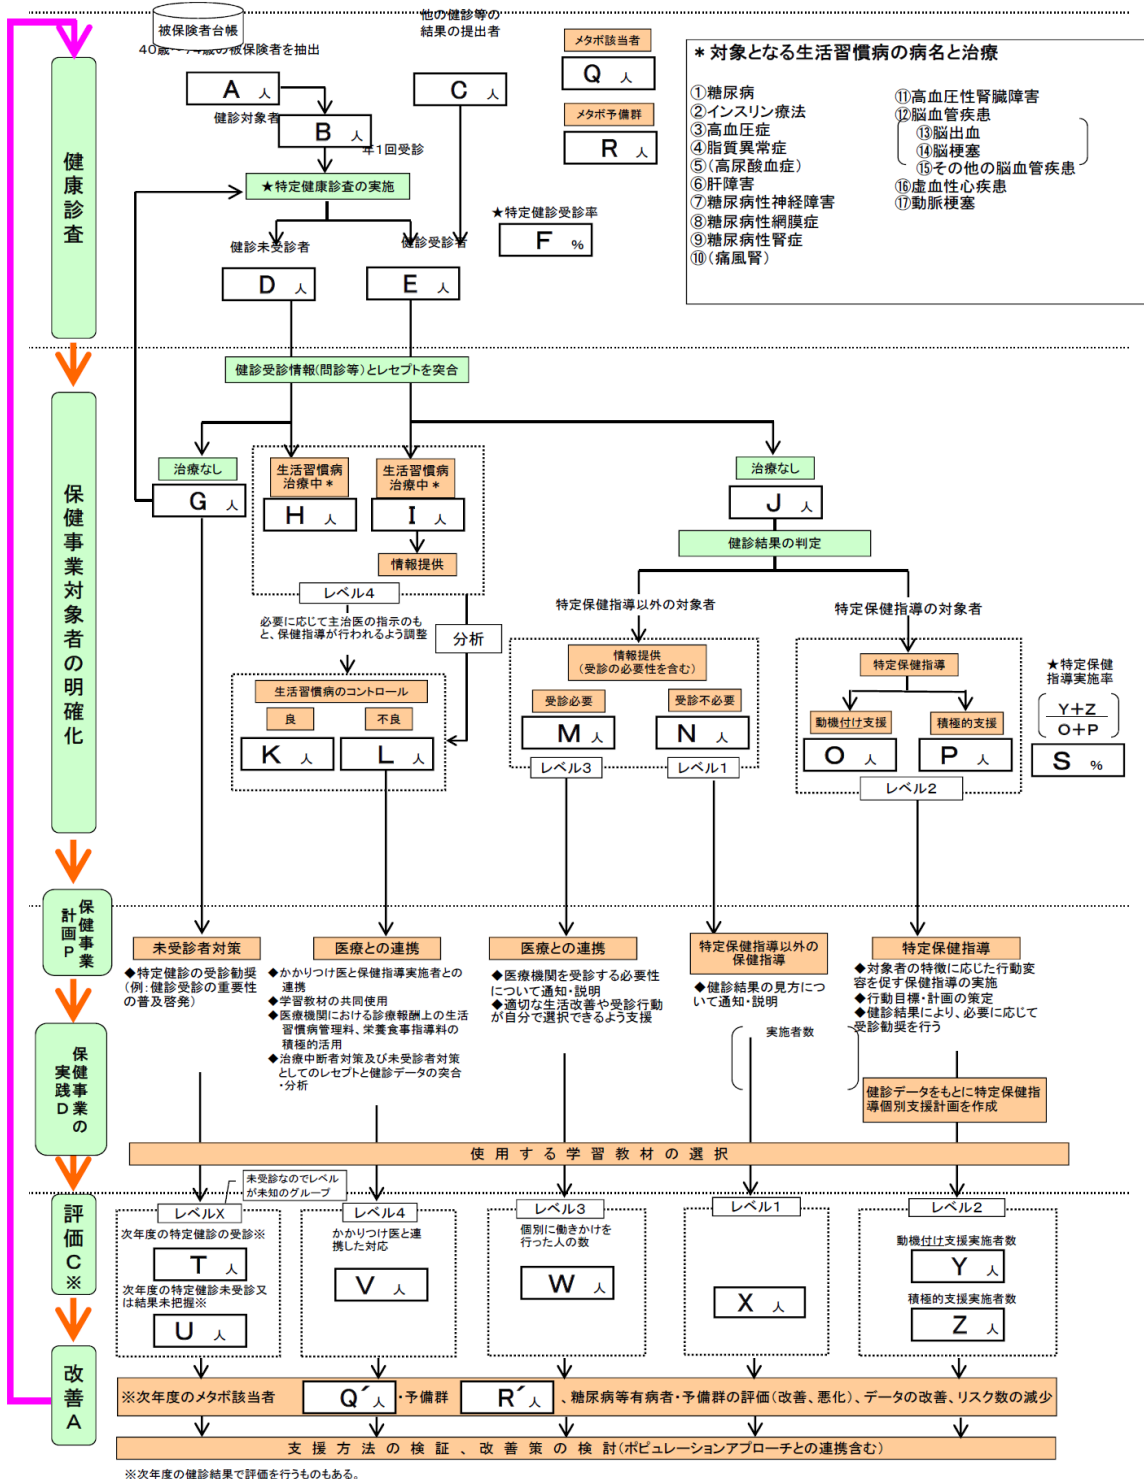 被保険者台帳
40歳～74歳の被保険者を抽出
他の健診等の
結果の提出者
A 人
健診対象者
B 人
年1回受診
C 人
メタボ該当者
Q 人
メタボ予備群
R 人
＊対象となる生活習慣病の病名と治療
①糖尿病
②インスリン療法
③高血圧症
④脂質異常症
⑤(高尿酸血症)
⑥肝障害
⑦糖尿病性神経障害
⑧糖尿病性網膜症
⑨糖尿病性腎症
⑩(痛風腎)
⑪高血圧性腎臓障害
⑫脳血管疾患
⑬脳出血
⑭脳梗塞
⑮その他の脳血管疾患
⑯虚血性心疾患
⑰動脈梗塞
健康診査
★特定健康診査の実施
★特定健診受診率
F %
健診未受診者
D 人
健診受診者
E 人
健診受診情報(問診等)とレセプトを突合
保健事業対象者の明確化
治療なし
G 人
生活習慣病
治療中＊
H 人
生活習慣病
治療中＊
I 人
情報提供
レベル4
必要に応じて主治医の指示のも
と、保健指導が行われるよう調整
分析
生活習慣病のコントロール
良
不良
K 人
L 人
治療なし
J 人
健診結果の判定
特定保健指導以外の対象者
特定保健指導の対象者
情報提供
(受診の必要性を含む)
受診必要
受診不必要
M 人
N 人
レベル3
レベル1
特定保健指導
動機付け支援
積極的支援
O 人
P 人
レベル2
★特定保健
指導実施率
Y+Z
O+P
S %
保健事業
計画P
未受診者対策
◆特定健診の受診勧奨
(例:健診受診の重要性
の普及啓発)
医療との連携
◆かかりつけ医と保健指導実施者との
連携
◆学習教材の共同使用
◆医療機関における診療報酬上の生活
習慣病管理料、栄養食事指導料の
積極的活用
◆治療中断者対策及び未受診者対策
としてのレセプトと健診データの突合
・分析
医療との連携
◆医療機関を受診する必要性
について通知・説明
◆適切な生活改善や受診行動
が自分で選択できるよう支援
特定保健指導以外の
保健指導
◆健診結果の見方につ
いて通知・説明
実施者数
特定保健指導
◆対象者の特徴に応じた行動変
容を促す保健指導の実施
◆行動目標・計画の策定
◆健診結果により、必要に応じて
受診勧奨を行う
健診データをもとに特定保健指
導個別支援計画を作成
保健事業の
実践D
使用する学習教材の選択
評価C※
未受診なのでレベル
が未知のグループ
レベルX
次年度の特定健診の受診※
T 人
次年度の特定健診未受診又
は結果未把握※
U 人
レベル4
かかりつけ医と連
携した対応
V 人
レベル3
個別に働きかけを
行った人の数
W 人
レベル1
X 人
レベル2
動機付け支援実施者数
Y 人
積極的支援実施者数
Z 人
改善A
※次年度のメタボ該当者 Q´人・予備群 R´人、糖尿病等有病者・予備群の評価(改善、悪化)、データの改善、リスク数の減少
支援方法の検証、改善策の検討(ポピュレーションアプローチとの連携含む)
※次年度の健診結果で評価を行うものもある。